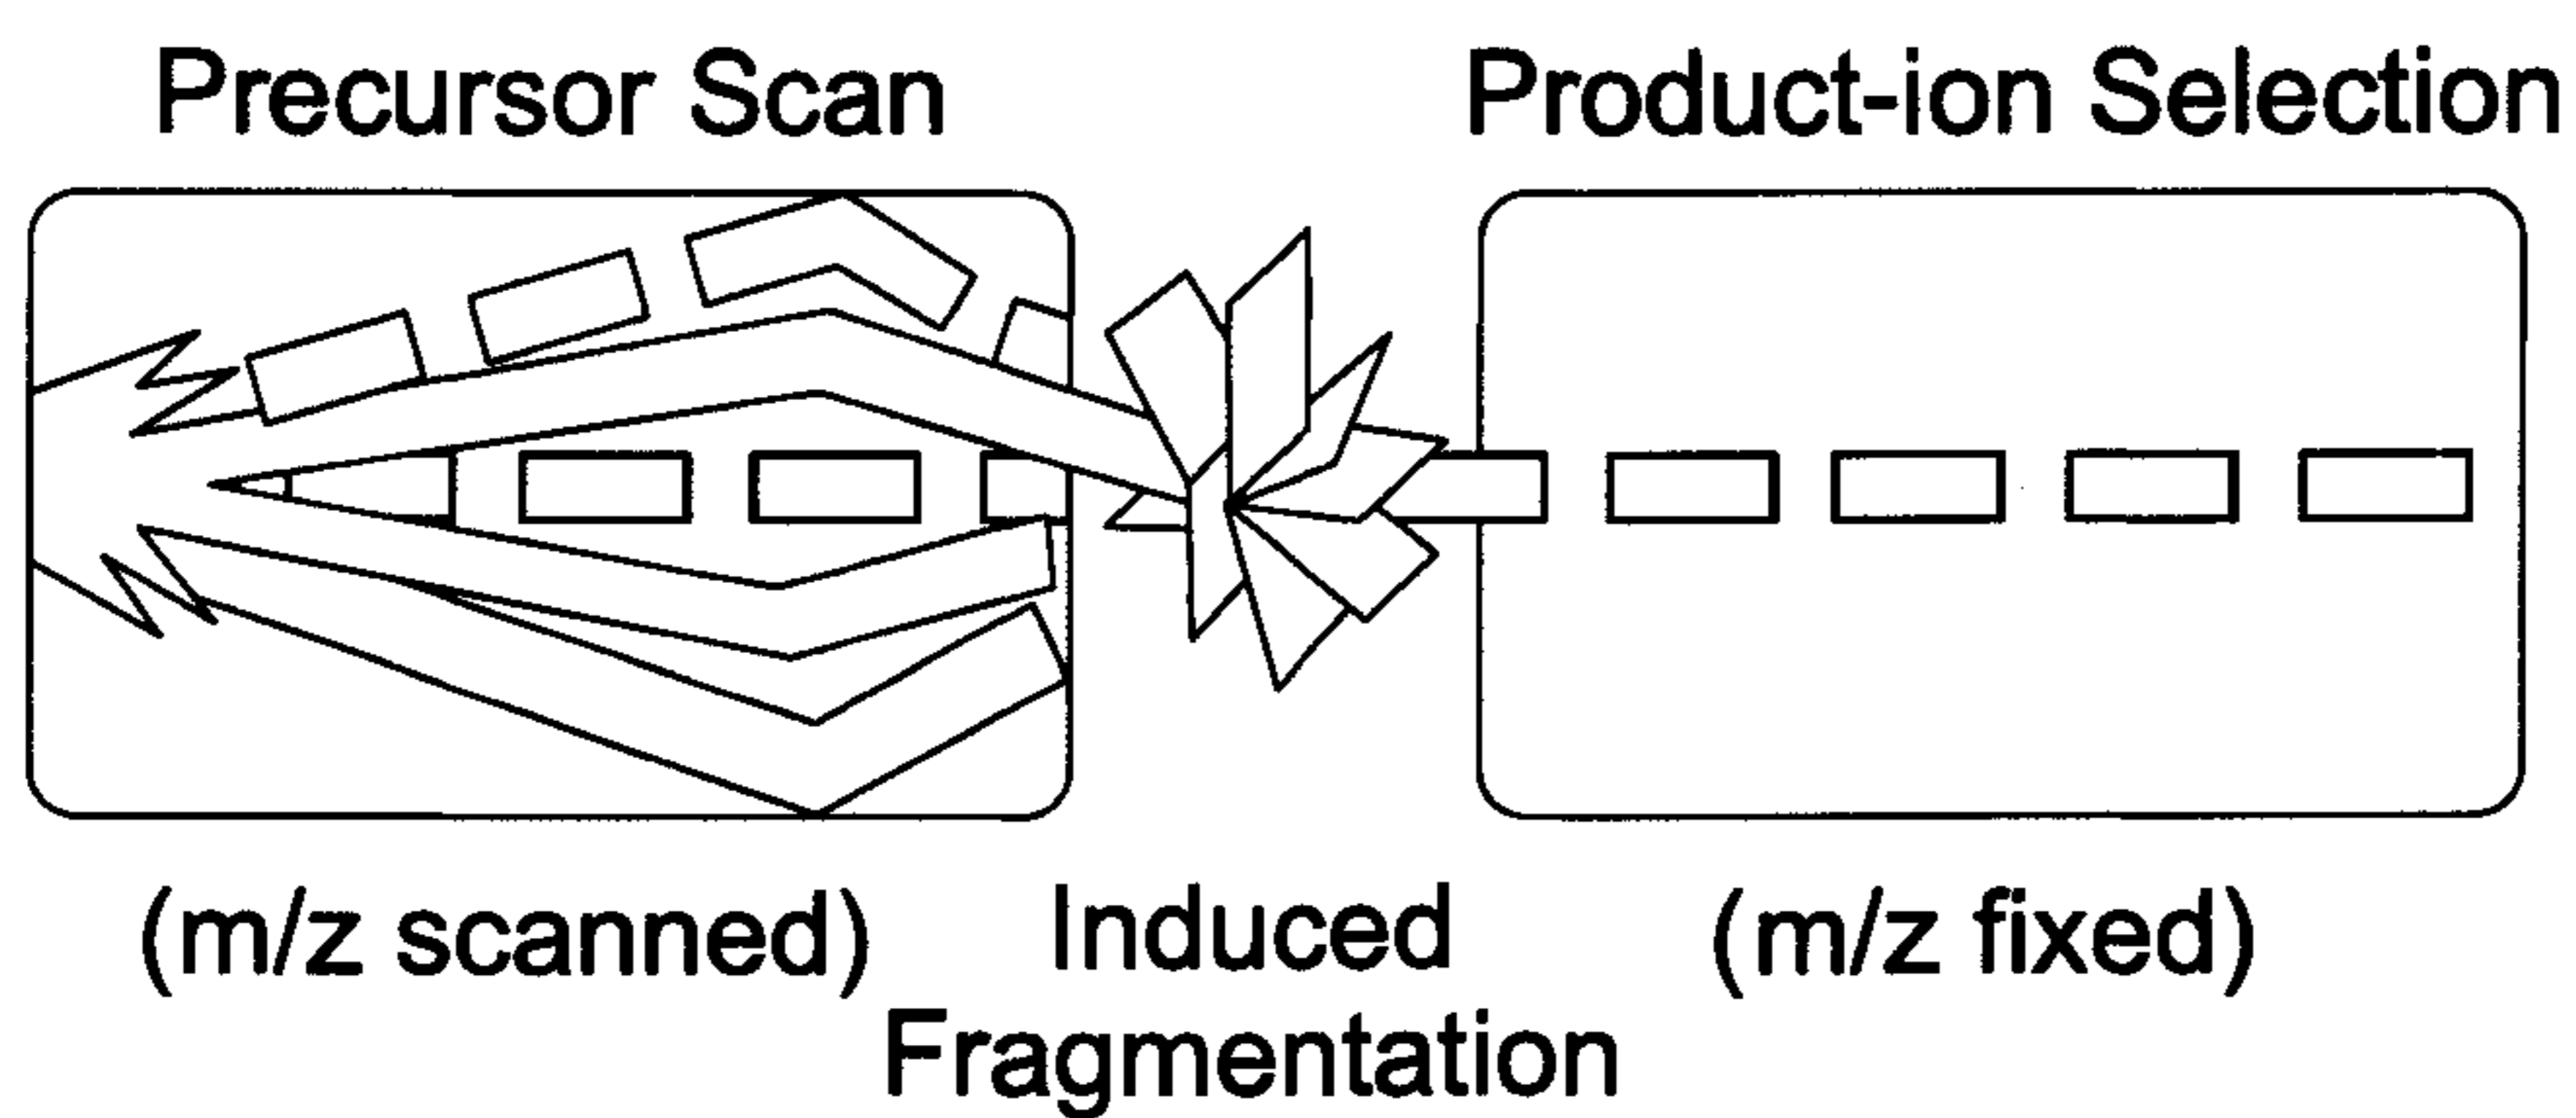 Precursor Scan
Product-ion Selection
(m/z scanned)
Induced
Fragmentation
(m/z fixed)